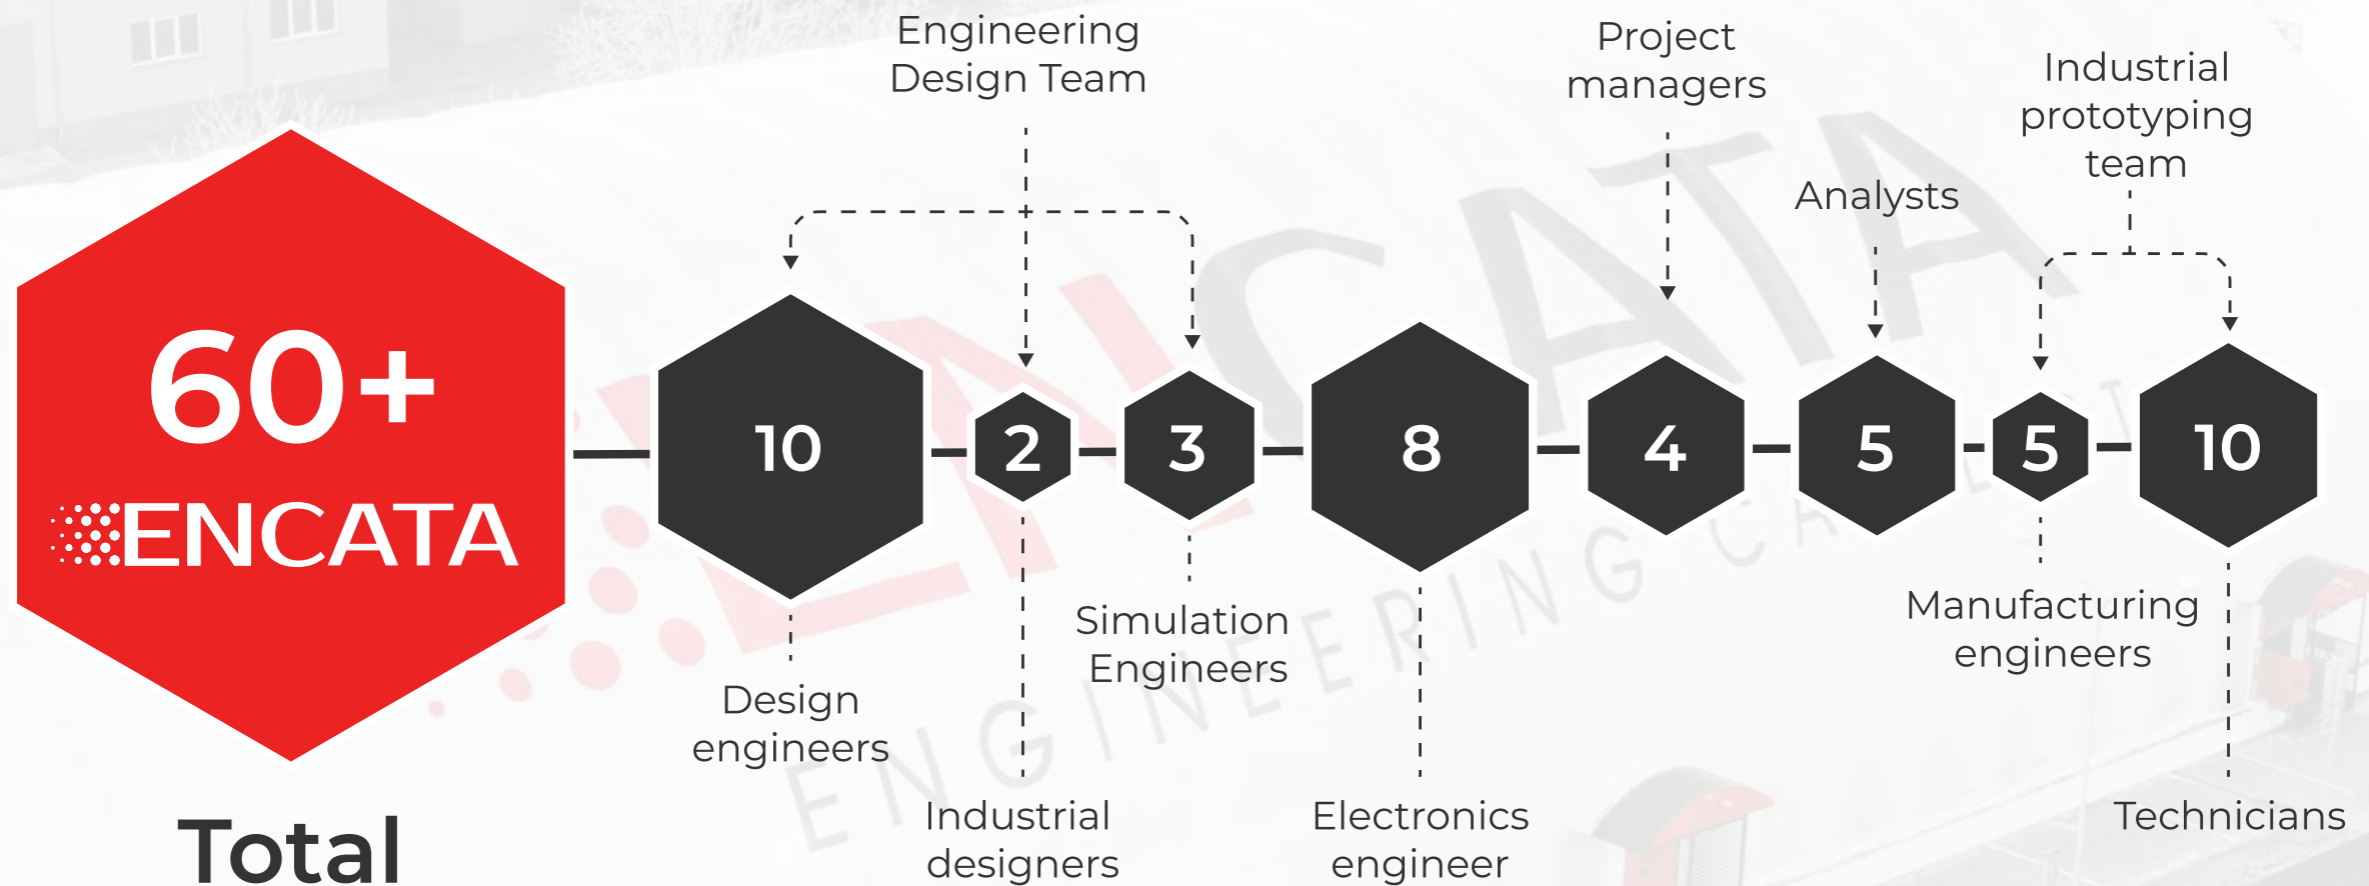 Engineering
Design Team
Project
managers
Industrial
prototyping
team
Analysts
60+
ENCATA
Total
10
2
3
8
4
5
5
10
Design
engineers
Industrial
designers
Simulation
Engineers
Electronics
engineer
Manufacturing
engineers
Technicians
ENCATA